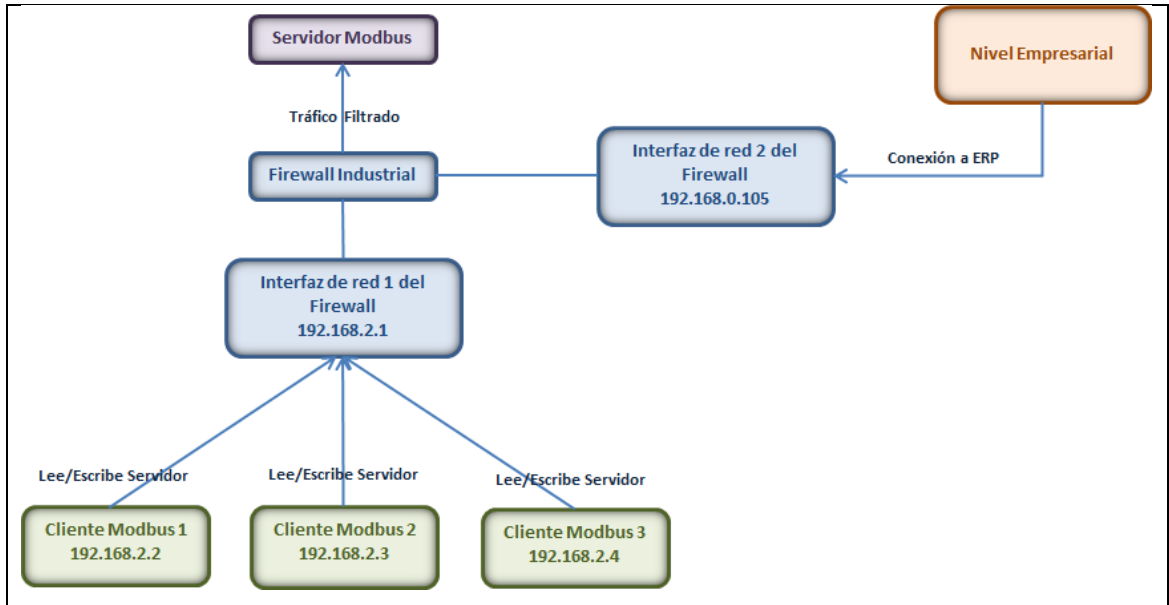 Servidor Modbus
Nivel Empresarial
Tráfico Filtrado
Firewall Industrial
Interfaz de red 2 del
Firewall
192.168.0.105
Conexión a ERP
Interfaz de red 1 del
Firewall
192.168.2.1
Lee/Escribe Servidor
Lee/Escribe Servidor
Lee/Escribe Servidor
Cliente Modbus 1
192.168.2.2
Cliente Modbus 2
192.168.2.3
Cliente Modbus 3
192.168.2.4